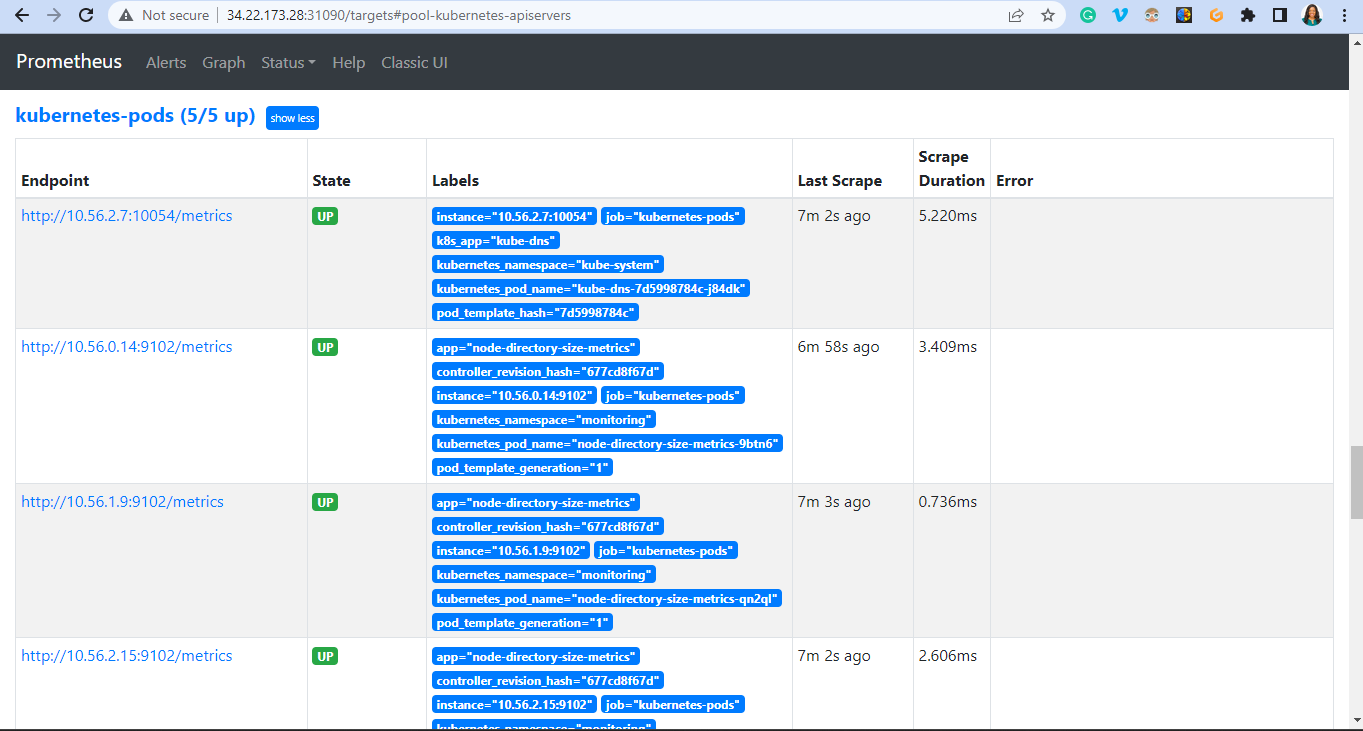 Not secure 34.22.173.28:31090/targets#pool-kubernetes-apiservers
Prometheus Alerts Graph Status Help Classic UI
kubernetes-pods (5/5 up) show less
Endpoint State Labels Last Scrape Scrape Duration Error
http://10.56.2.7:10054/metrics UP instance="10.56.2.7:10054" job="kubernetes-pods" 7m 2s ago 5.220ms
k8s_app="kube-dns"
kubernetes_namespace="kube-system"
kubernetes_pod_name="kube-dns-7d5998784c-j84dk"
pod_template_hash="7d5998784c"
http://10.56.0.14:9102/metrics UP app="node-directory-size-metrics" 6m 58s ago 3.409ms
controller_revision_hash="677cd8f67d"
instance="10.56.0.14:9102" job="kubernetes-pods"
kubernetes_namespace="monitoring"
kubernetes_pod_name="node-directory-size-metrics-9btn6"
pod_template_generation="1"
http://10.56.1.9:9102/metrics UP app="node-directory-size-metrics" 7m 3s ago 0.736ms
controller_revision_hash="677cd8f67d"
instance="10.56.1.9:9102" job="kubernetes-pods"
kubernetes_namespace="monitoring"
kubernetes_pod_name="node-directory-size-metrics-qn2ql"
pod_template_generation="1"
http://10.56.2.15:9102/metrics UP app="node-directory-size-metrics" 7m 2s ago 2.606ms
controller_revision_hash="677cd8f67d"
instance="10.56.2.15:9102" job="kubernetes-pods"
kubernetes_namespace="monitoring"